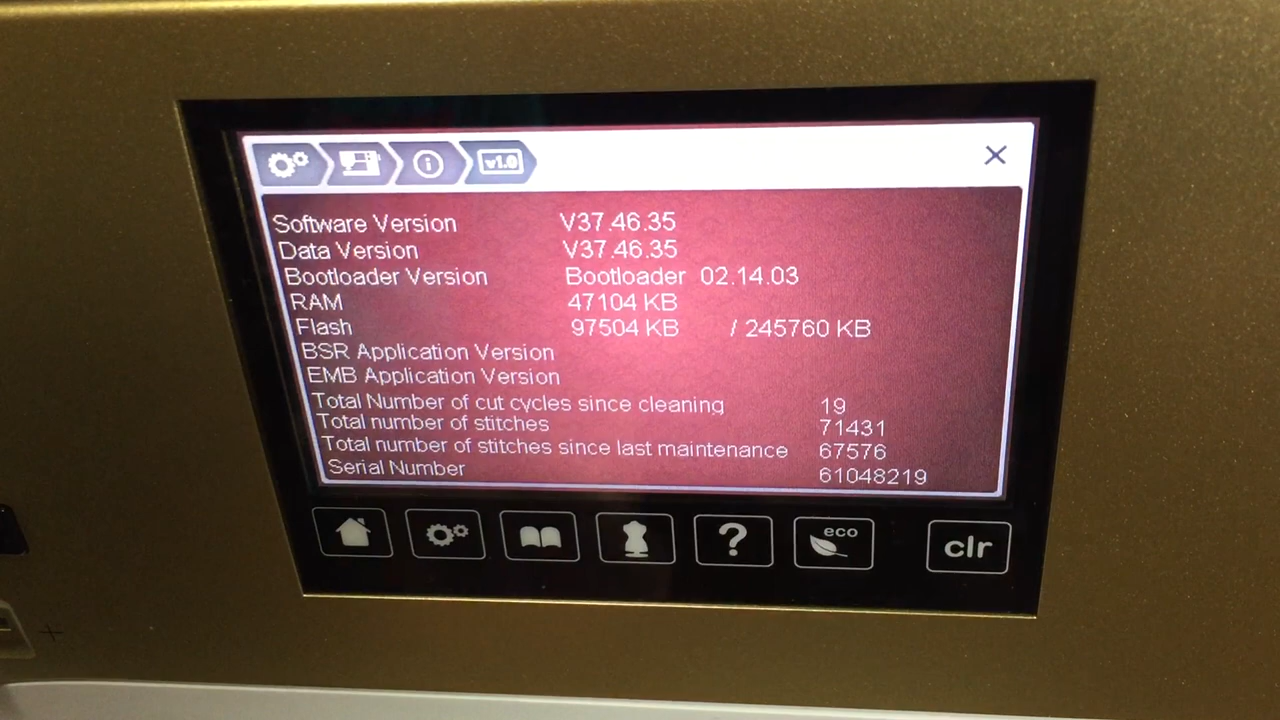 v1.0
Software Version V37.46.35
Data Version V37.46.35
Bootloader Version Bootloader 02.14.03
RAM 47104 KB
Flash 97504 KB / 245760 KB
BSR Application Version
EMB Application Version
Total Number of cut cycles since cleaning 19
Total number of stitches 71431
Total number of stitches since last maintenance 67576
Serial Number 61048219
? eco clr